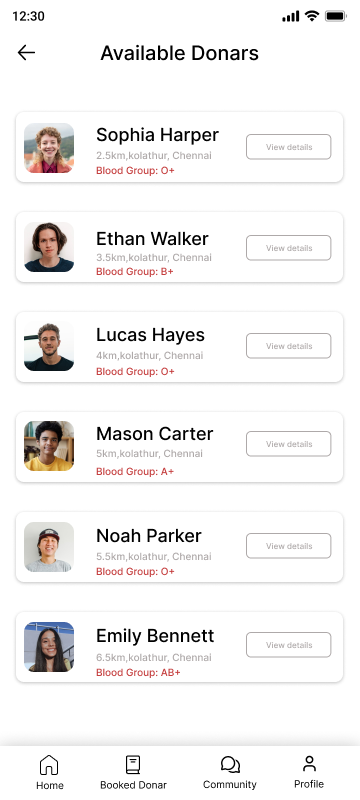 12:30
Available Donars
Sophia Harper
2.5km,kolathur, Chennai
Blood Group: O+
View details
Ethan Walker
3.5km,kolathur, Chennai
Blood Group: B+
View details
Lucas Hayes
4km,kolathur, Chennai
Blood Group: O+
View details
Mason Carter
5km,kolathur, Chennai
Blood Group: A+
View details
Noah Parker
5.5km,kolathur, Chennai
Blood Group: O+
View details
Emily Bennett
6.5km,kolathur, Chennai
Blood Group: AB+
View details
Home
Booked Donar
Community
Profile